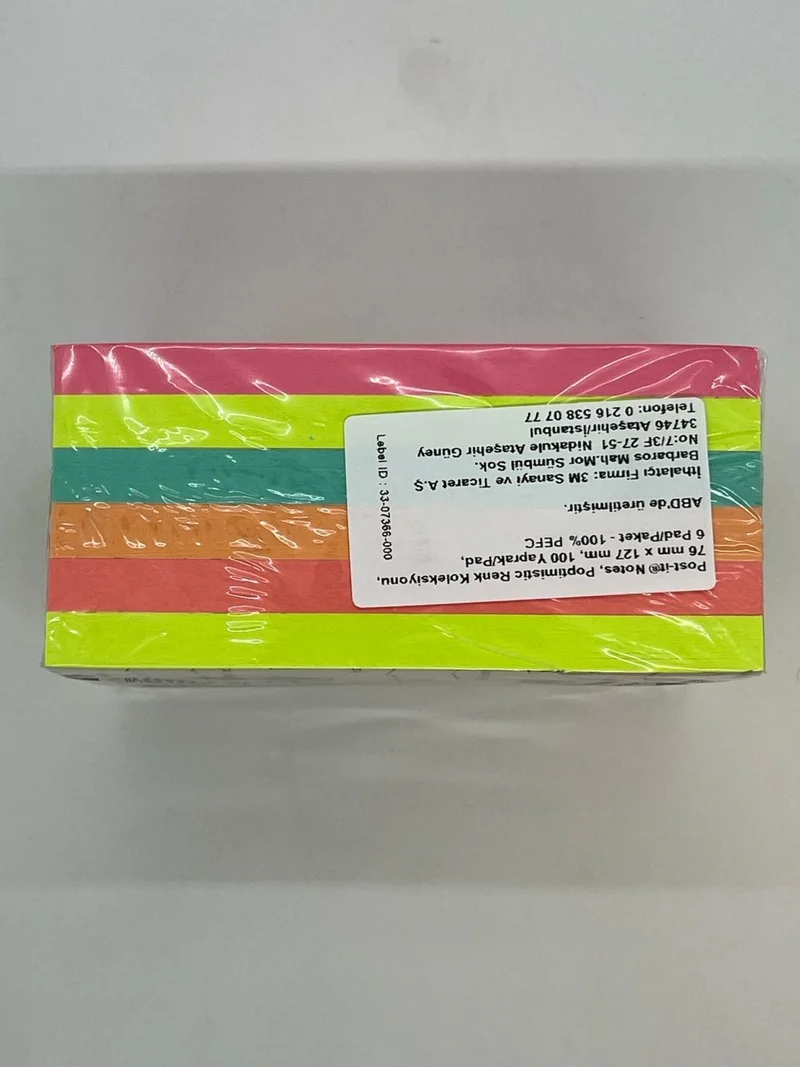 Post-it® Notes, Poptimistic Renk Koleksiyonu,
76 mm x 127 mm, 100 Yaprak/Pad,
6 Pad/Paket - 100% PEFC
ABD'de üretilmiştir.
İthalatçı Firma: 3M Sanayi ve Ticaret A.Ş
Barbaros Mah.Mor Sümbül Sok.
No:7/3F 27-51 Nidakule Ataşehir Güney
34746 Ataşehir/İstanbul
Telefon: 0 216 538 07 77
Label ID : 33-07366-000